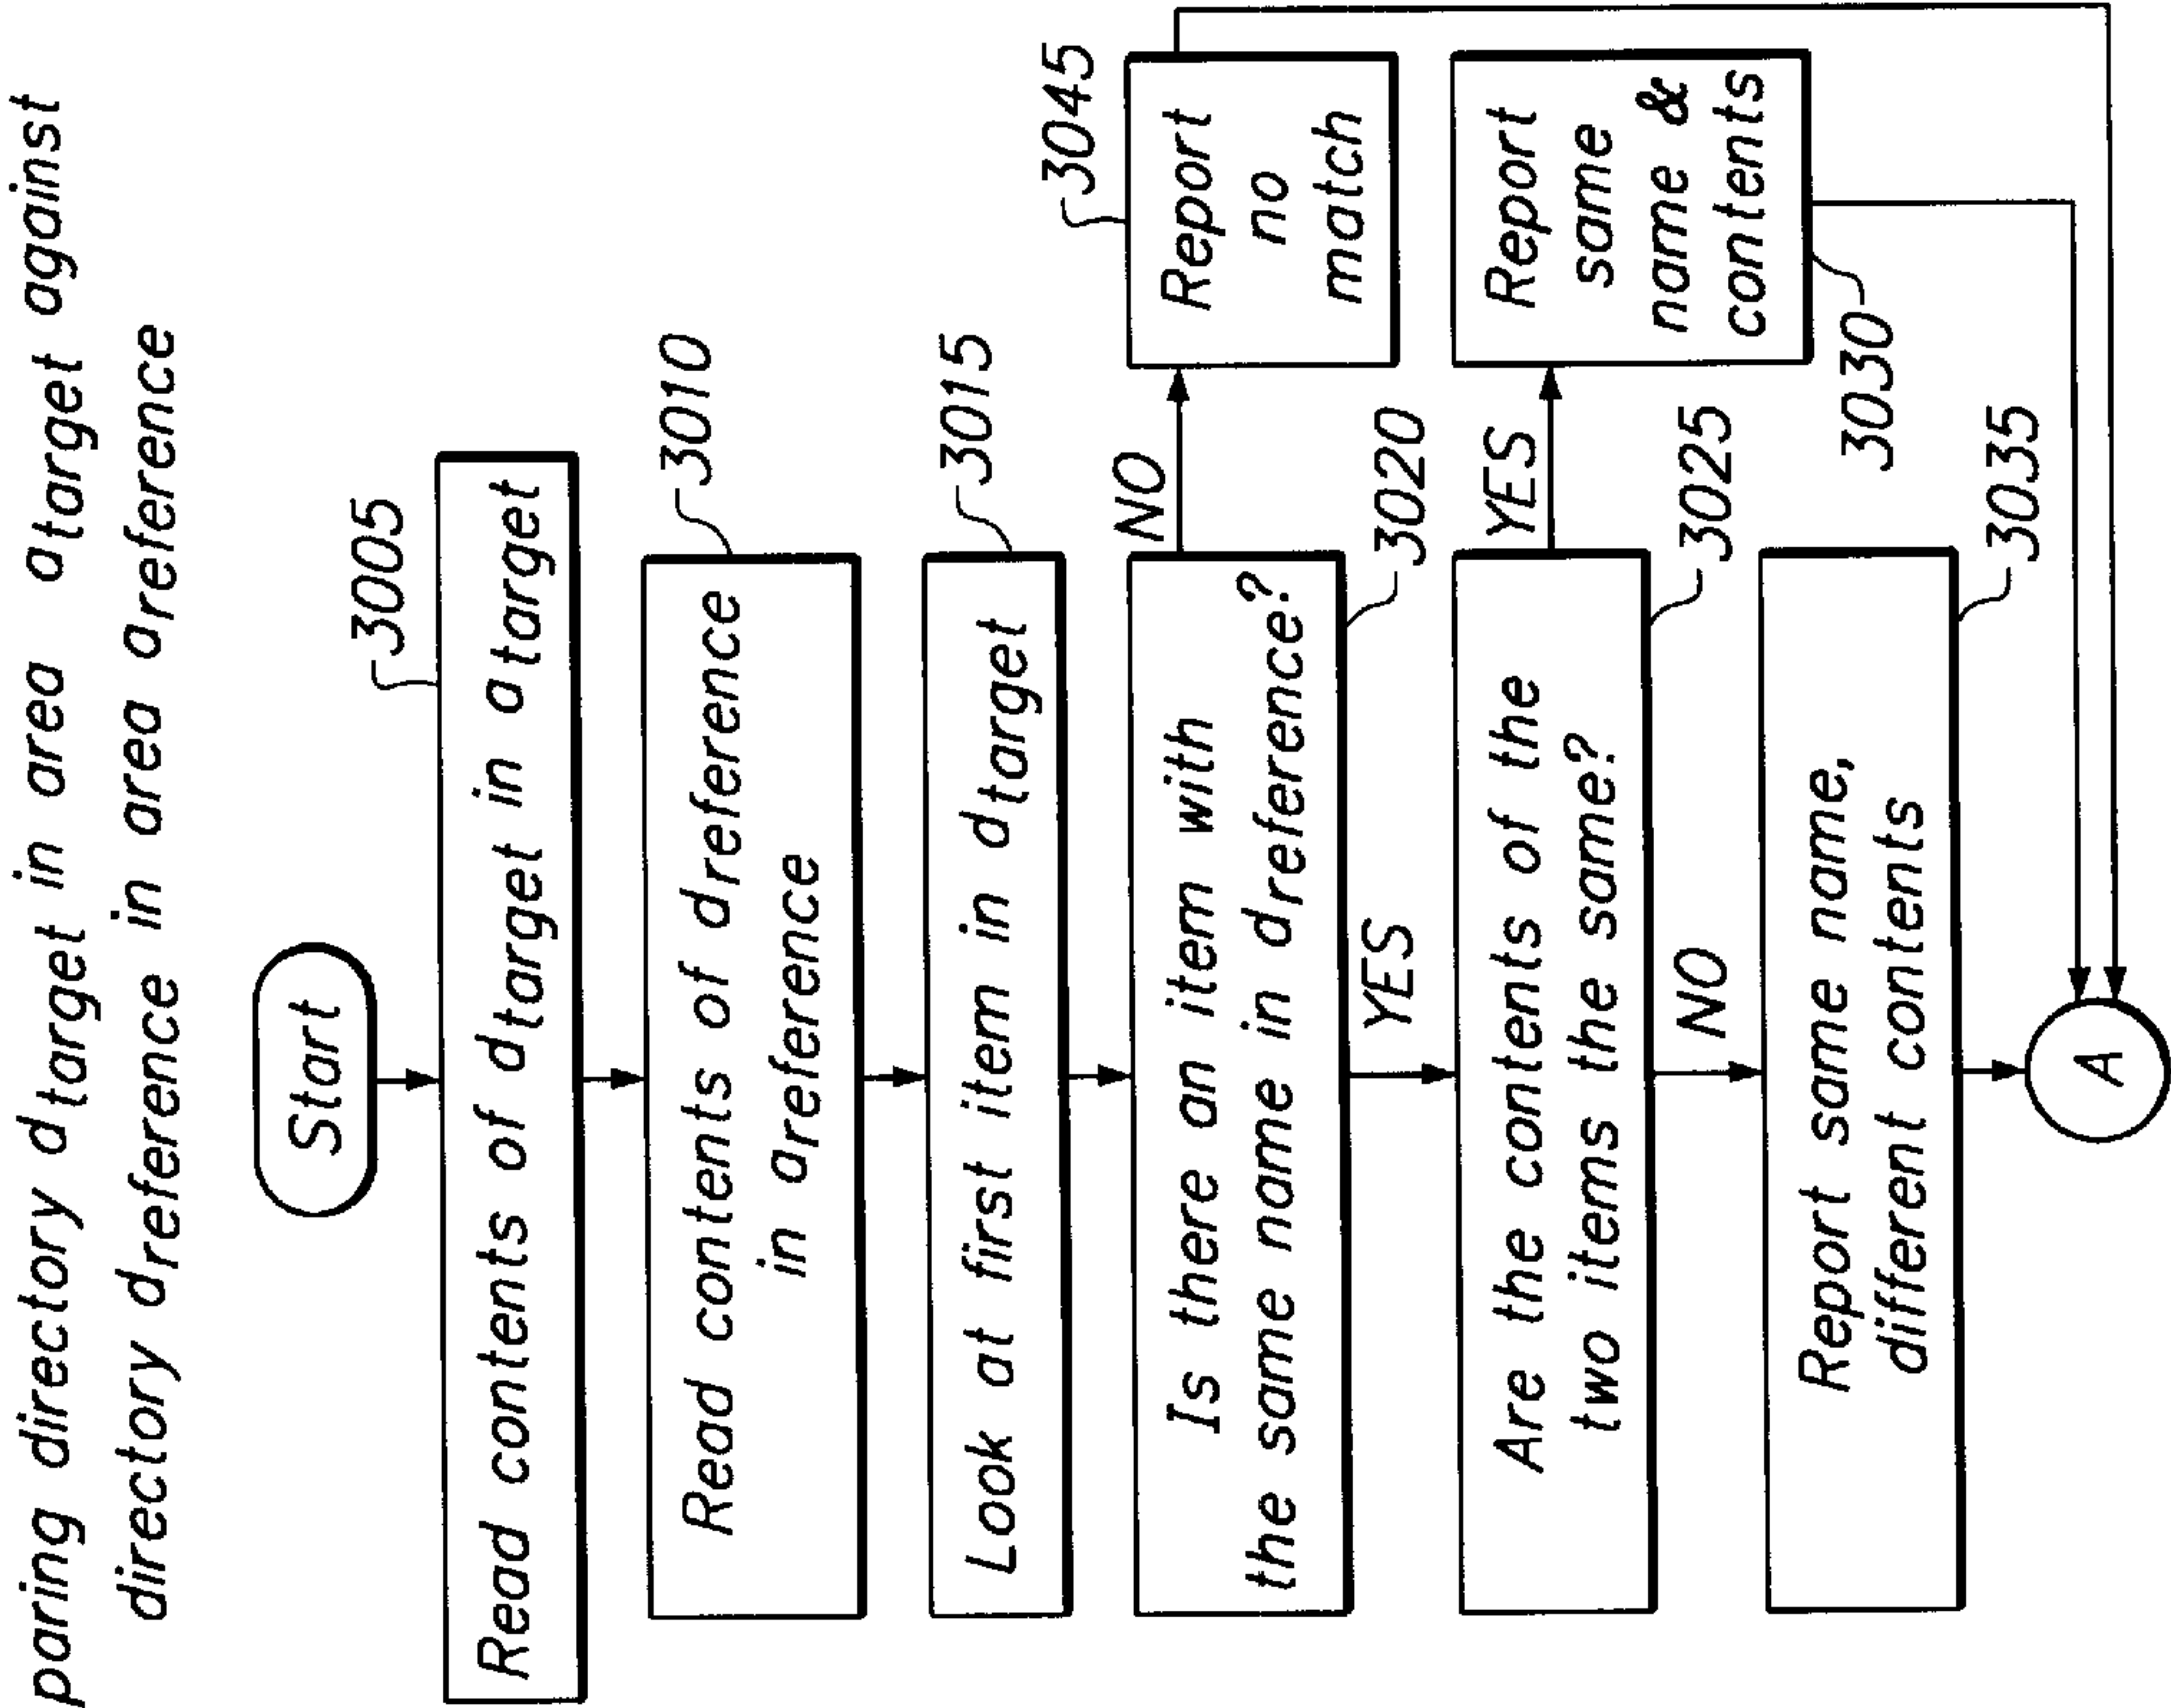 paring directory dtarget in area atarget against
directory dreference in area areference
Start
3005
Read contents of dtarget in atarget
3010
Read contents of dreference
in areference
3015
Look at first item in dtarget
Is there an item with
the same name in dreference?
3020
NO
3045
Report
no
match
YES
Are the contents of the
two items the same?
3025
YES
Report
same
name &
contents
3030
NO
Report same name,
different contents
3035
A